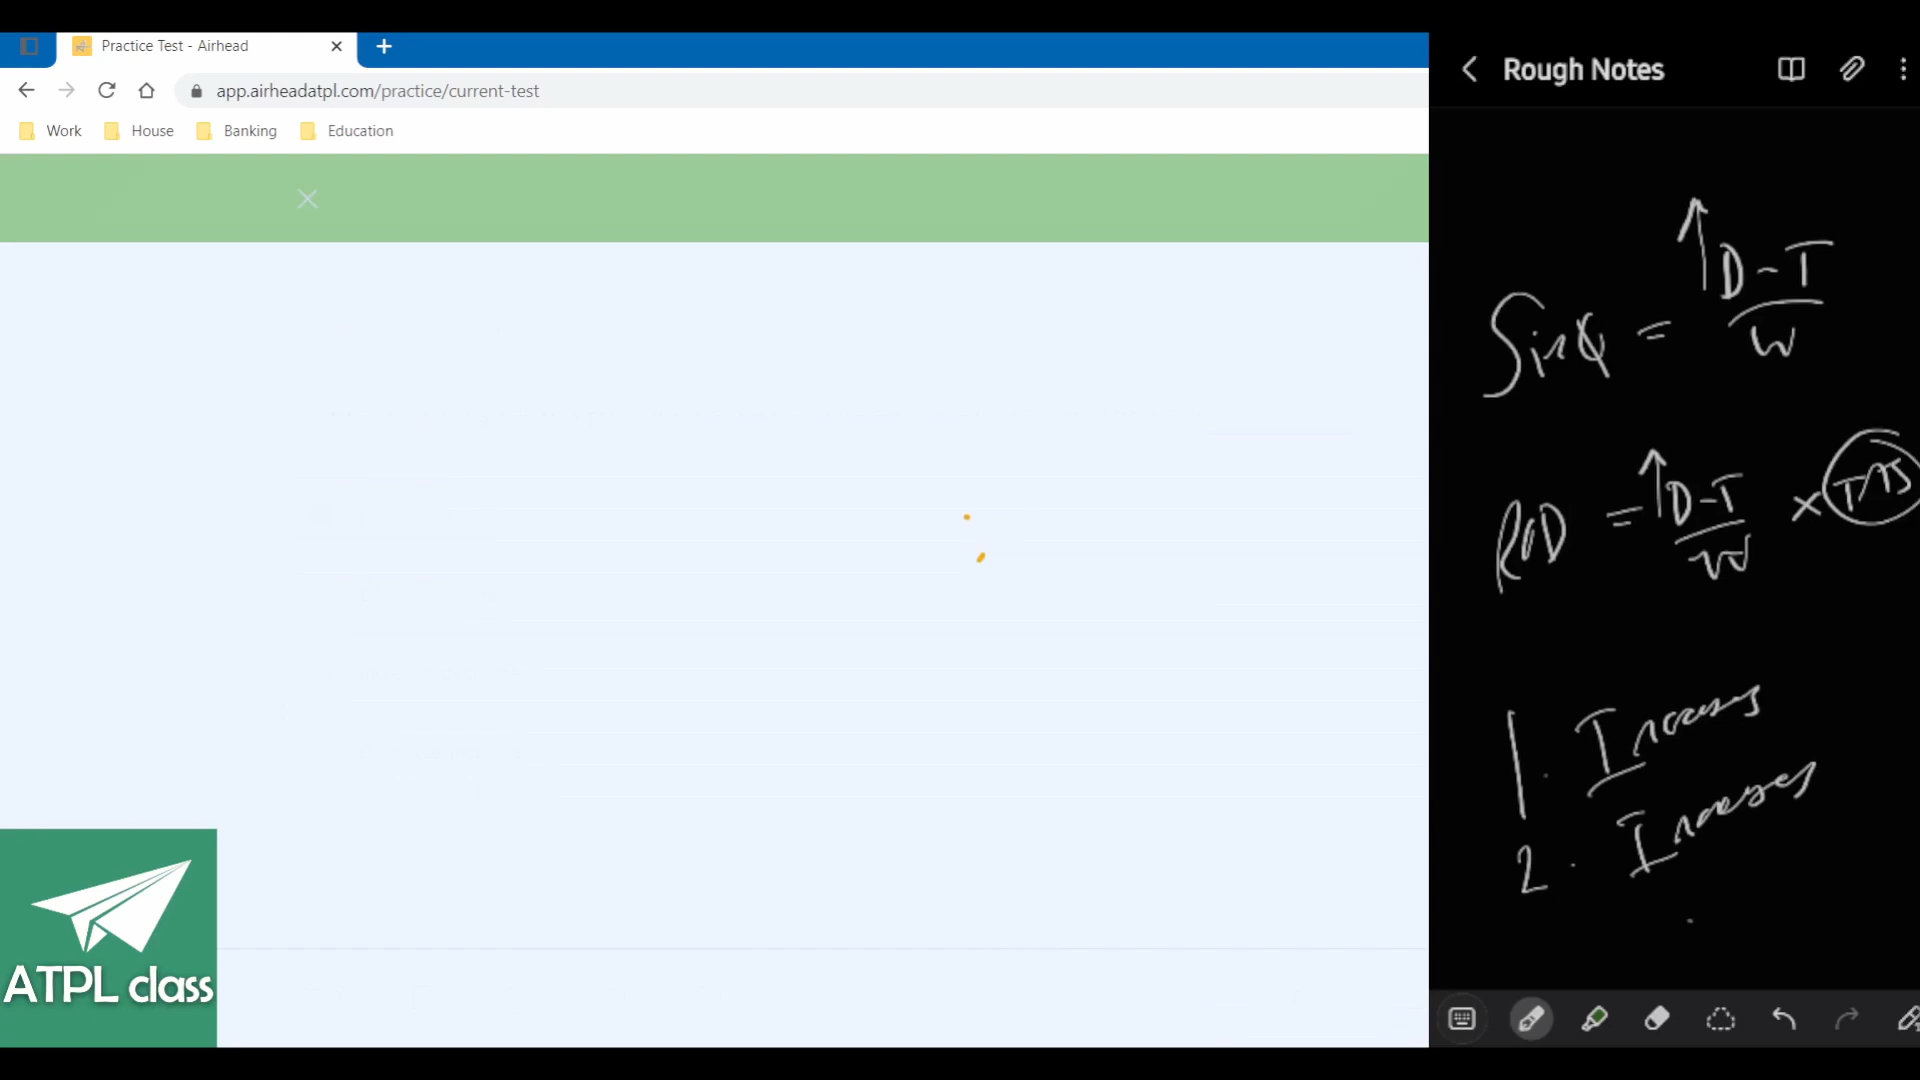 Practice Test - Airhead
app.airheadatpl.com/practice/current-test
Work House Banking Education
ATPL class
Rough Notes
Sinφ = ↑D-T
W
ROD = ↑D-T × TAS
W
1. Increases
2. Increases